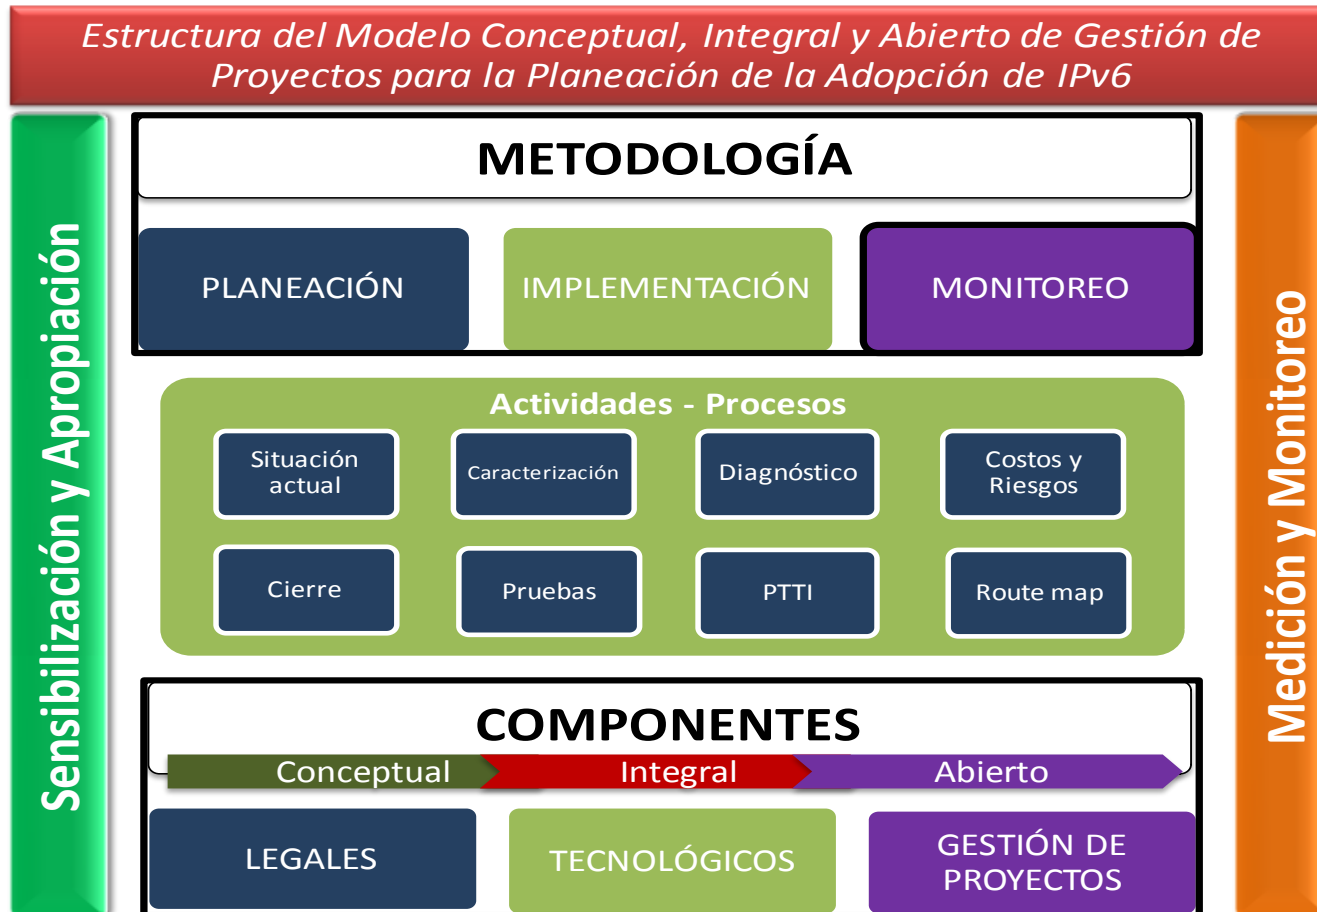 Estructura del Modelo Conceptual, Integral y Abierto de Gestión de
Proyectos para la Planeación de la Adopción de IPv6
Sensibilización y Apropiación
METODOLOGÍA
PLANEACIÓN
IMPLEMENTACIÓN
MONITOREO
Actividades - Procesos
Situación
actual
Caracterización
Diagnóstico
Costos y
Riesgos
Cierre
Pruebas
PTTI
Route map
COMPONENTES
Conceptual
Integral
Abierto
LEGALES
TECNOLÓGICOS
GESTIÓN DE
PROYECTOS
Medición y Monitoreo